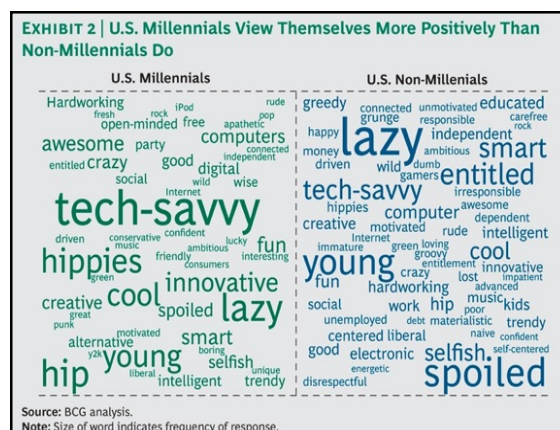 EXHIBIT 2 | U.S. Millennials View Themselves More Positively Than
Non-Millennials Do
U.S. Millennials
Hardworking rock iPod rude
fresh pop
open-minded free apathetic
awesome party computers
connected
entitled crazy good independent
digital
social wild wise
Internet
tech-savvy
driven conservative confident lucky fun
music ambitious
hippies friendly interesting
consumers
green innovative
creative cool spoiled lazy
great
punk motivated
alternative smart
y2k young boring selfish
liberal unique
hip intelligent trendy
U.S. Non-Millenials
greedy connected unmotivated educated
grunge responsible carefree
happy lazy independent rock
money ambitious smart
driven wild dumb entitled
gamers
tech-savvy irresponsible
hippies computer awesome
dependent
creative motivated rude intelligent
Internet
immature green loving cool
young groovy
entitlement innovative
fun crazy lost impatient
hardworking advanced
social work hip music kids
poor
unemployed debt materialistic trendy
centered liberal naive confident
good electronic selfish self-centered
energetic
disrespectful spoiled
Source: BCG analysis.
Note: Size of word indicates frequency of response.